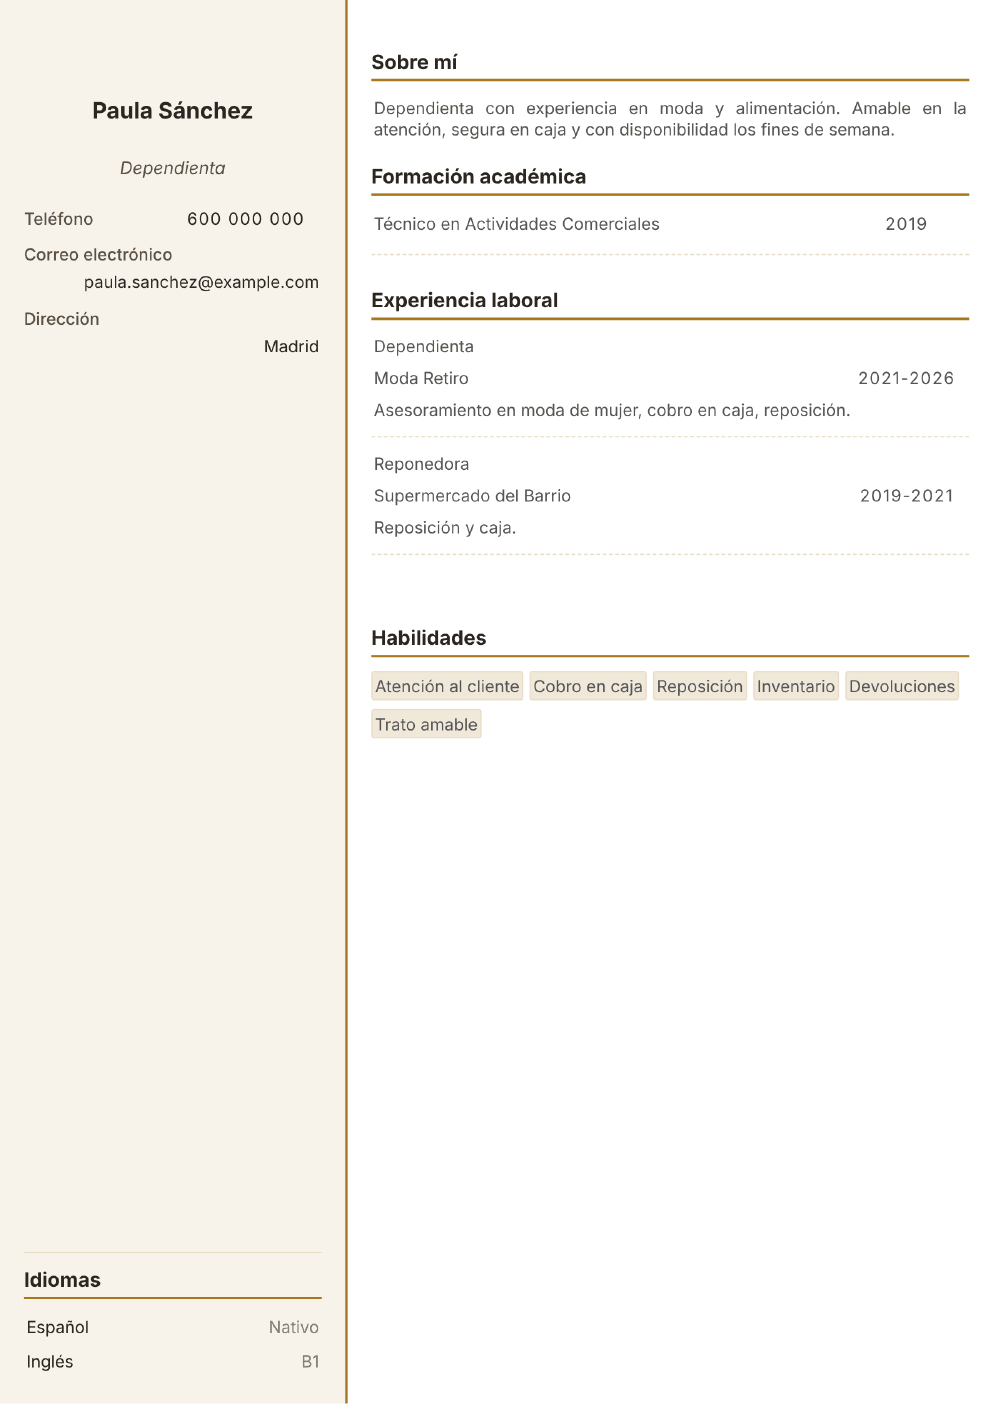 Paula Sánchez
Dependienta
Teléfono 600 000 000
Correo electrónico
paula.sanchez@example.com
Dirección
Madrid
Idiomas
Español Nativo
Inglés B1
Sobre mí
Dependienta con experiencia en moda y alimentación. Amable en la
atención, segura en caja y con disponibilidad los fines de semana.
Formación académica
Técnico en Actividades Comerciales 2019
Experiencia laboral
Dependienta
Moda Retiro 2021-2026
Asesoramiento en moda de mujer, cobro en caja, reposición.
Reponedora
Supermercado del Barrio 2019-2021
Reposición y caja.
Habilidades
Atención al cliente Cobro en caja Reposición Inventario Devoluciones
Trato amable